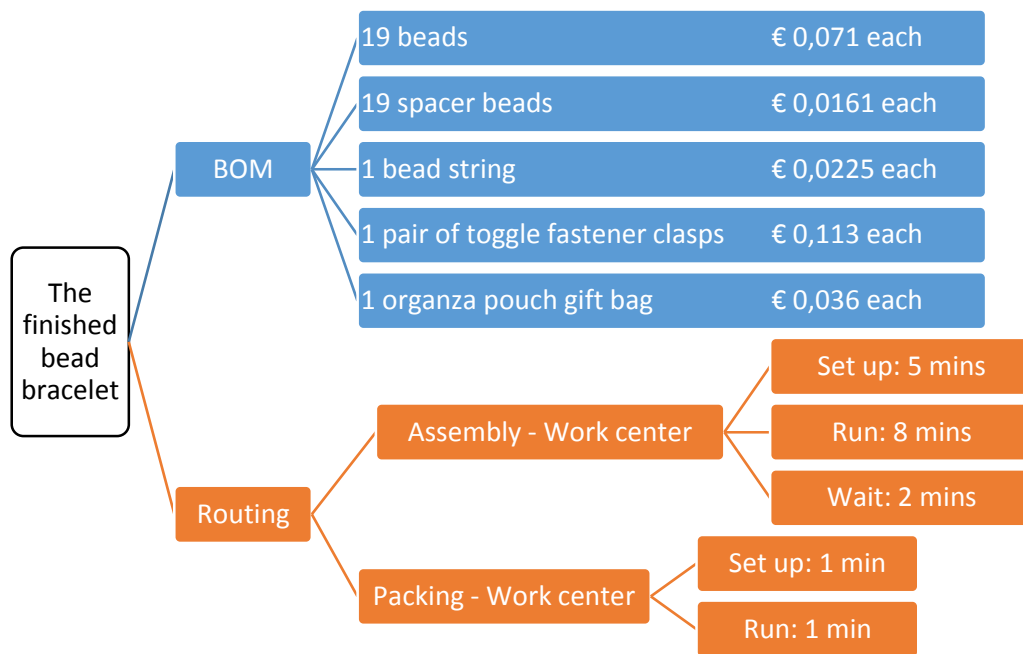 19 beads € 0,071 each
19 spacer beads € 0,0161 each
BOM
1 bead string € 0,0225 each
1 pair of toggle fastener clasps € 0,113 each
1 organza pouch gift bag € 0,036 each
The
finished
bead
bracelet
Set up: 5 mins
Assembly - Work center
Run: 8 mins
Wait: 2 mins
Routing
Packing - Work center
Set up: 1 min
Run: 1 min